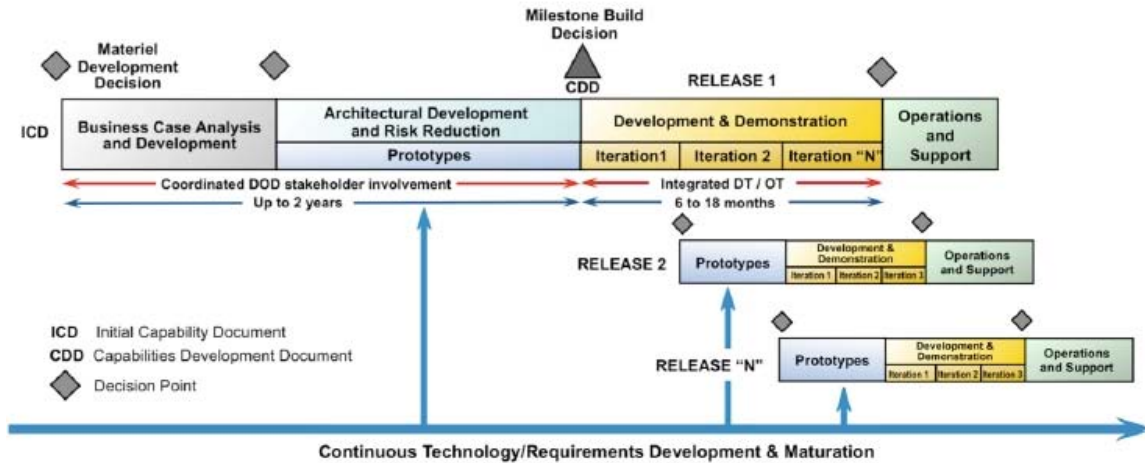 Milestone Build
Decision
Materiel
Development
Decision
CDD
RELEASE 1
ICD
Business Case Analysis
and Development
Architectural Development
and Risk Reduction
Prototypes
Development & Demonstration
Iteration1
Iteration 2
Iteration “N”
Operations
and
Support
Coordinated DOD stakeholder involvement
Integrated DT / OT
Up to 2 years
6 to 18 months
RELEASE 2
Prototypes
Development &
Demonstration
Iteration 1
Iteration 2
Iteration 3
Operations
and Support
ICD Initial Capability Document
CDD Capabilities Development Document
Decision Point
RELEASE “N”
Prototypes
Development &
Demonstration
Iteration 1
Iteration 2
Iteration 3
Operations
and Support
Continuous Technology/Requirements Development & Maturation